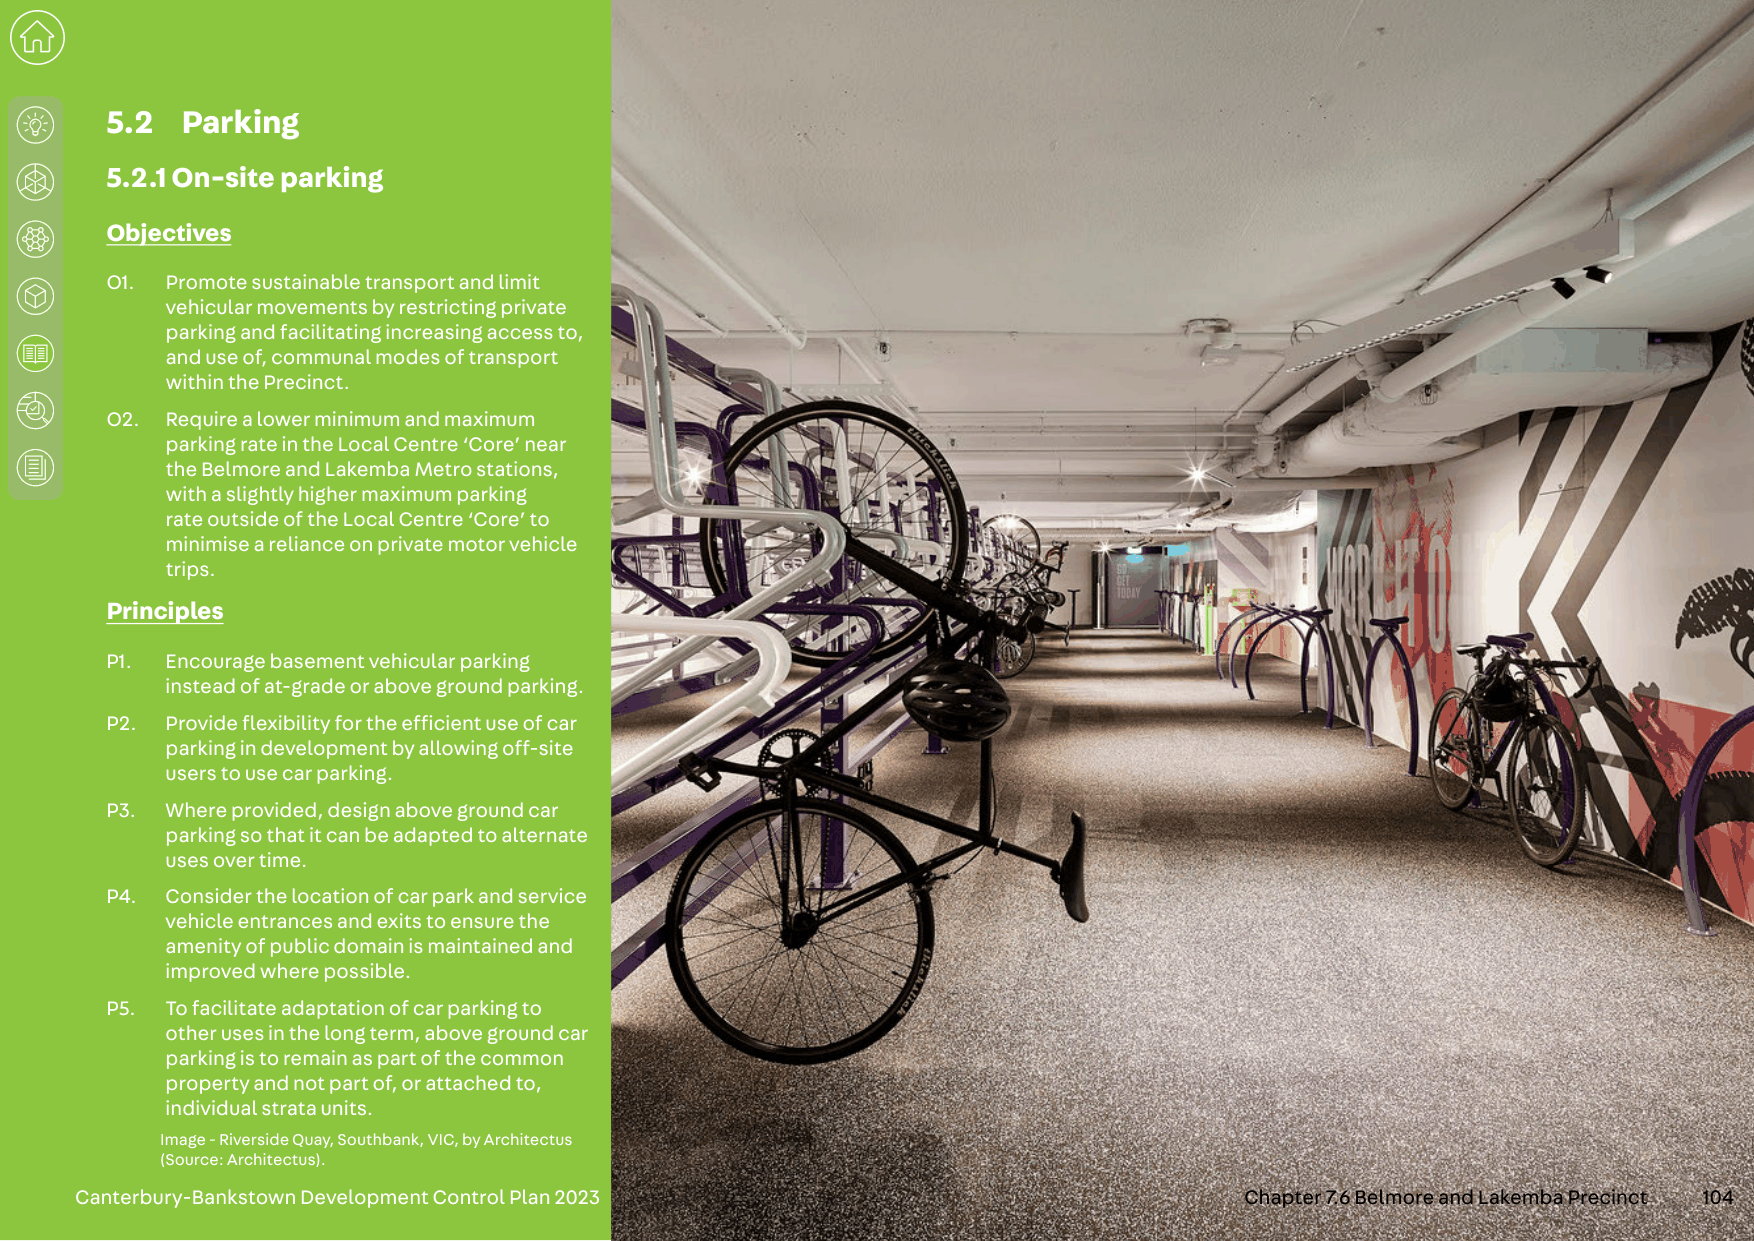 5.2 Parking
5.2.1 On-site parking
Objectives
O1. Promote sustainable transport and limit
vehicular movements by restricting private
parking and facilitating increasing access to,
and use of, communal modes of transport
within the Precinct.
O2. Require a lower minimum and maximum
parking rate in the Local Centre ‘Core’ near
the Belmore and Lakemba Metro stations,
with a slightly higher maximum parking
rate outside of the Local Centre ‘Core’ to
minimise a reliance on private motor vehicle
trips.
Principles
P1. Encourage basement vehicular parking
instead of at-grade or above ground parking.
P2. Provide flexibility for the efficient use of car
parking in development by allowing off-site
users to use car parking.
P3. Where provided, design above ground car
parking so that it can be adapted to alternate
uses over time.
P4. Consider the location of car park and service
vehicle entrances and exits to ensure the
amenity of public domain is maintained and
improved where possible.
P5. To facilitate adaptation of car parking to
other uses in the long term, above ground car
parking is to remain as part of the common
property and not part of, or attached to,
individual strata units.
Image - Riverside Quay, Southbank, VIC, by Architectus
(Source: Architectus).
Canterbury-Bankstown Development Control Plan 2023
thickslick
GET
TODAY
WORK IT O
thickslick
Chapter 7.6 Belmore and Lakemba Precinct 104